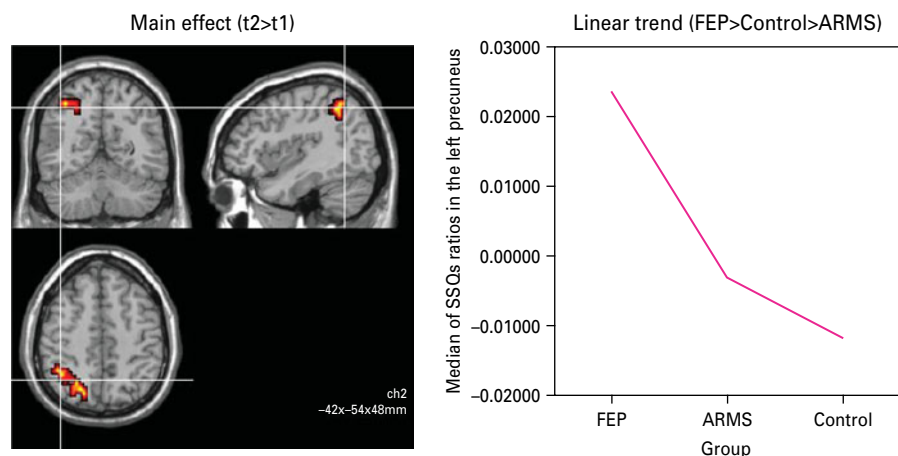 Main effect (t2>t1)
ch2
−42x−54x48mm
Linear trend (FEP>Control>ARMS)
Median of SSQs ratios in the left precuneus
0.03000
0.02000
0.01000
0.00000
−0.01000
−0.02000
FEP
ARMS
Control
Group